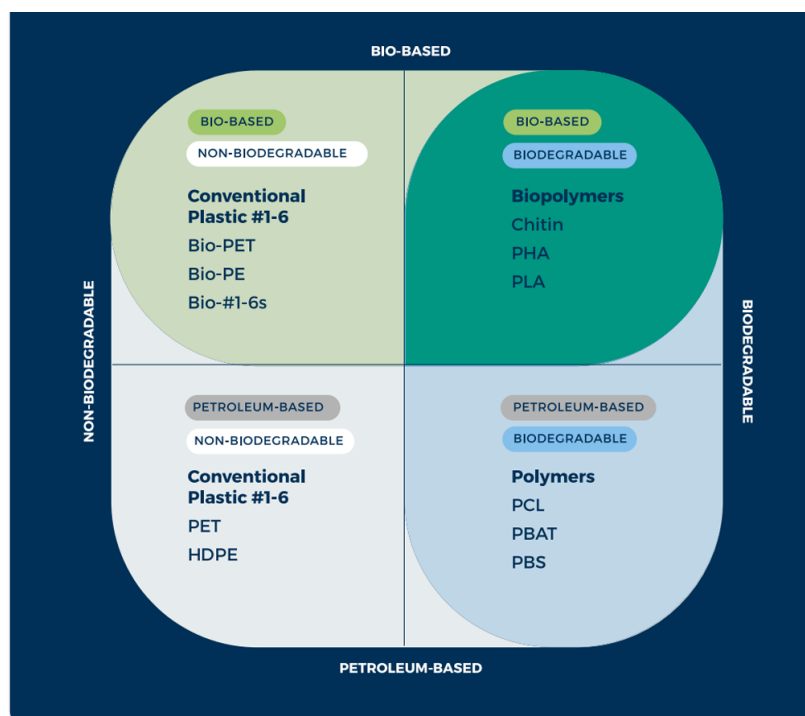 BIO-BASED
BIO-BASED
NON-BIODEGRADABLE
Conventional
Plastic #1-6
Bio-PET
Bio-PE
Bio-#1-6s
BIO-BASED
BIODEGRADABLE
Biopolymers
Chitin
PHA
PLA
NON-BIODEGRADABLE
BIODEGRADABLE
PETROLEUM-BASED
NON-BIODEGRADABLE
Conventional
Plastic #1-6
PET
HDPE
PETROLEUM-BASED
BIODEGRADABLE
Polymers
PCL
PBAT
PBS
PETROLEUM-BASED